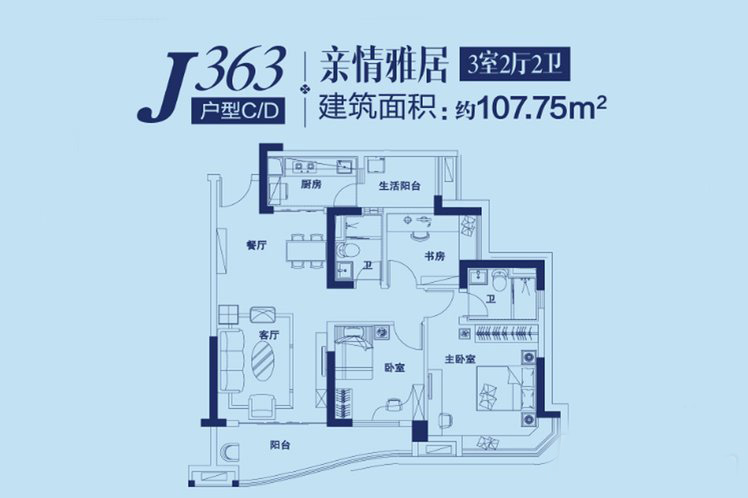 J363
户型C/D
亲情雅居 3室2厅2卫
建筑面积：约107.75m²
厨房
生活阳台
餐厅
卫
书房
卫
客厅
卧室
主卧室
阳台